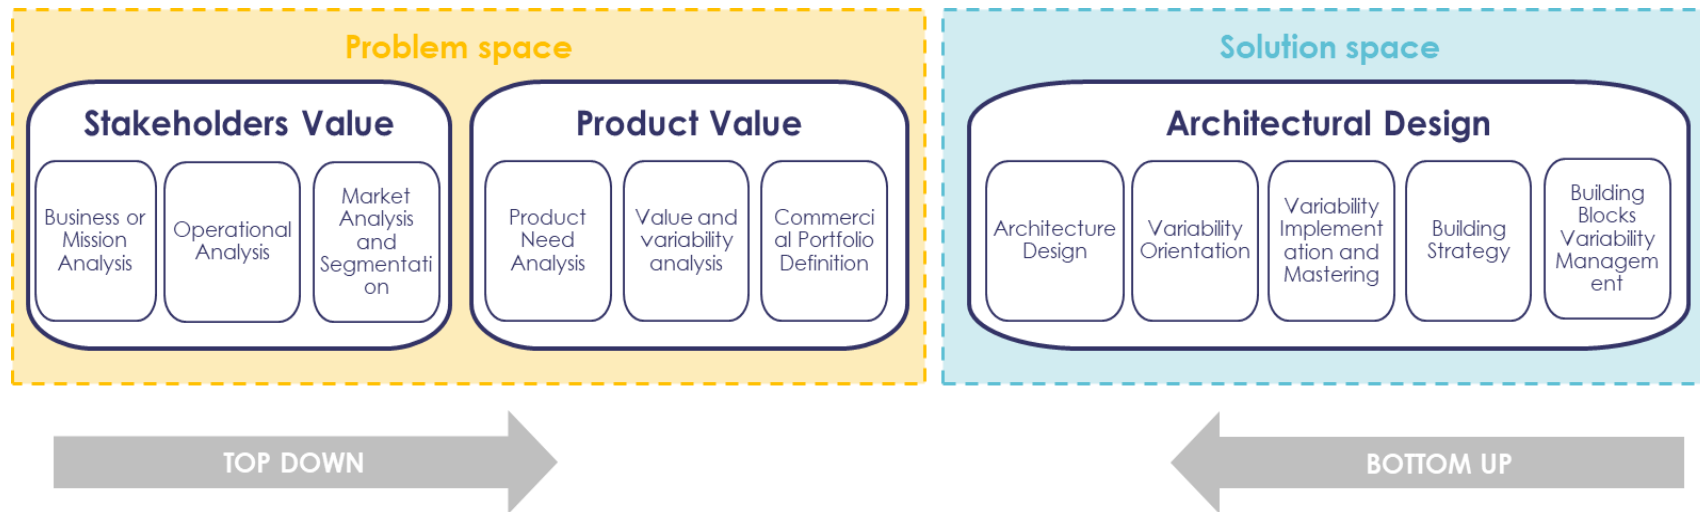 Problem space
Solution space
Stakeholders Value
Product Value
Architectural Design
Business or
Mission
Analysis
Operational
Analysis
Market
Analysis
and
Segmentati
on
Product
Need
Analysis
Value and
variability
analysis
Commerci
al Portfolio
Definition
Architecture
Design
Variability
Orientation
Variability
Implement
ation and
Mastering
Building
Strategy
Building
Blocks
Variability
Managem
ent
TOP DOWN
BOTTOM UP